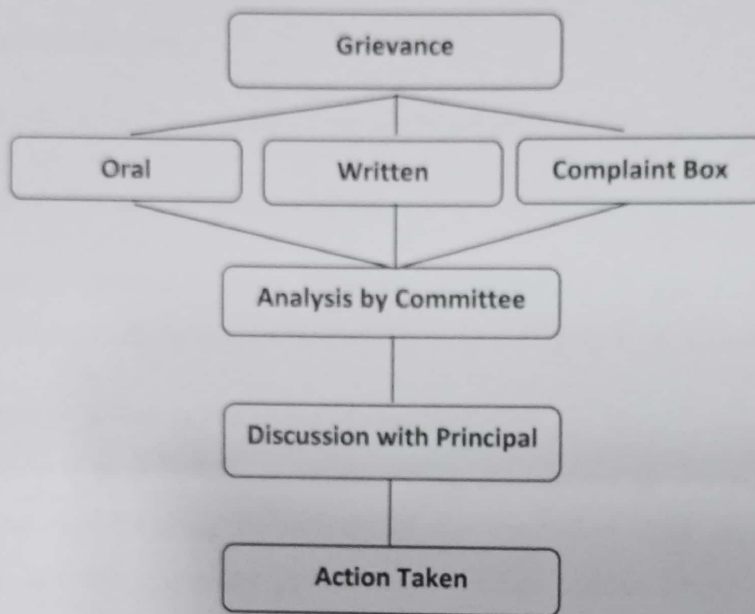 Grievance
Oral
Written
Complaint Box
Analysis by Committee
Discussion with Principal
Action Taken